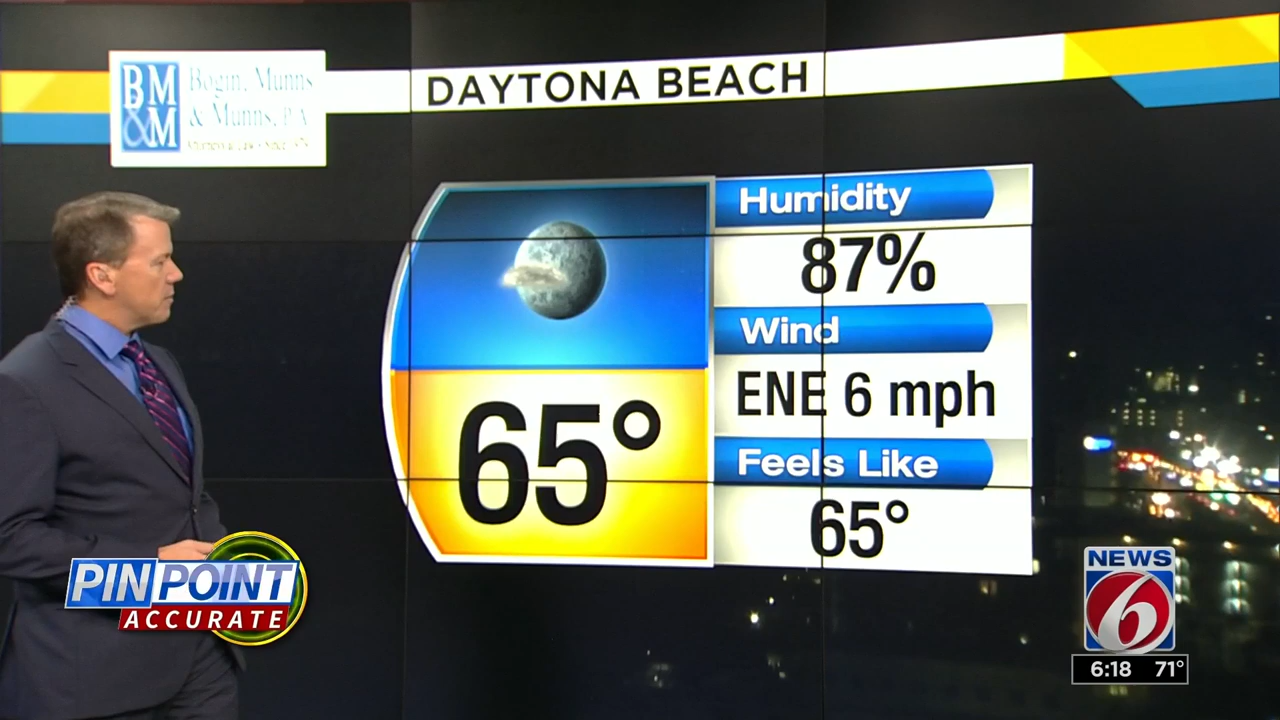 BM
&M
Bogin, Munns
& Munns, P.A.
DAYTONA BEACH
65°
Humidity
87%
Wind
ENE 6 mph
Feels Like
65°
PINPOINT
ACCURATE
NEWS
6
6:18 71°